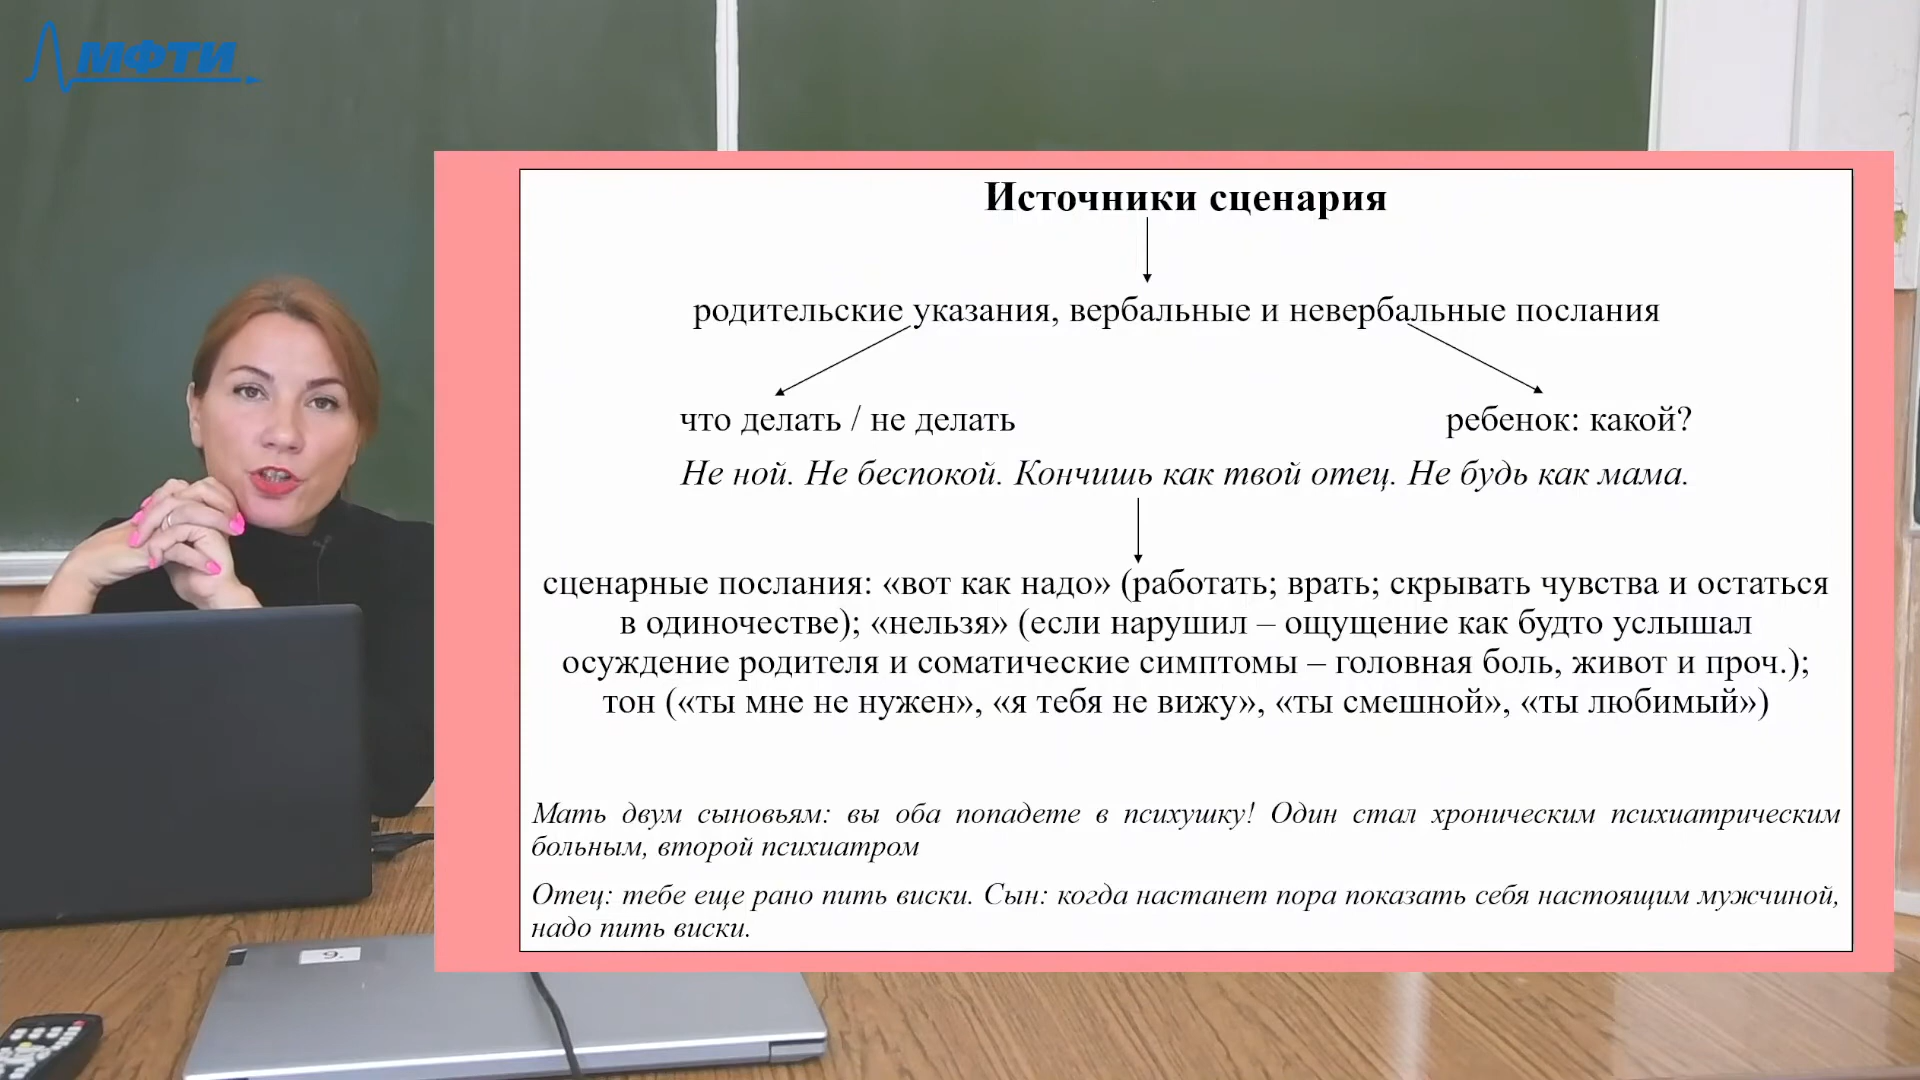 МФТИ
Источники сценария
родительские указания, вербальные и невербальные послания
что делать / не делать
ребенок: какой?
Не ной. Не беспокой. Кончишь как твой отец. Не будь как мама.
сценарные послания: «вот как надо» (работать; врать; скрывать чувства и остаться
в одиночестве); «нельзя» (если нарушил – ощущение как будто услышал
осуждение родителя и соматические симптомы – головная боль, живот и проч.);
тон («ты мне не нужен», «я тебя не вижу», «ты смешной», «ты любимый»)
Мать двум сыновьям: вы оба попадете в психушку! Один стал хроническим психиатрическим
больным, второй психиатром
Отец: тебе еще рано пить виски. Сын: когда настанет пора показать себя настоящим мужчиной,
надо пить виски.
9.